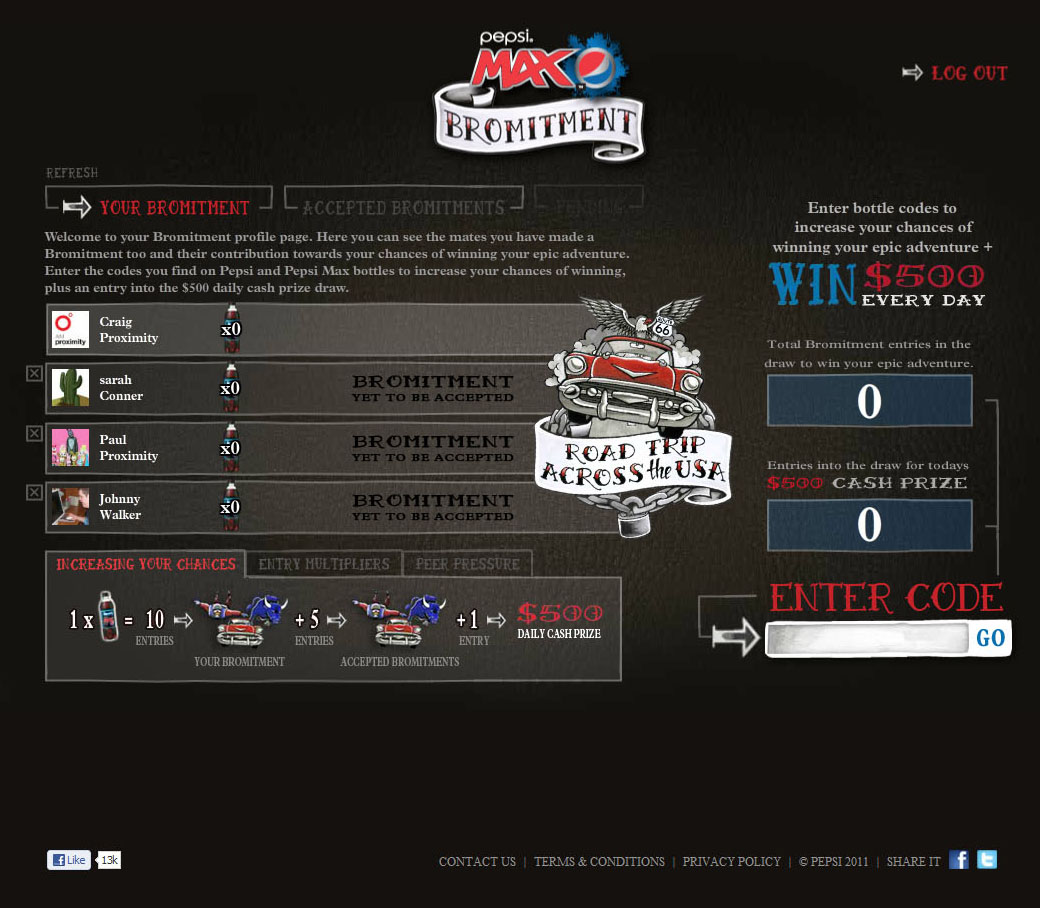 pepsi.
MAX
BROMITMENT
LOG OUT
REFRESH
YOUR BROMITMENT
ACCEPTED BROMITMENTS
PENDING
Welcome to your Bromitment profile page. Here you can see the mates you have made a
Bromitment too and their contribution towards your chances of winning your epic adventure.
Enter the codes you find on Pepsi and Pepsi Max bottles to increase your chances of winning,
plus an entry into the $500 daily cash prize draw.
proximity
Craig
Proximity
x0
sarah
Conner
x0
BROMITMENT
YET TO BE ACCEPTED
Paul
Proximity
x0
BROMITMENT
YET TO BE ACCEPTED
Johnny
Walker
x0
BROMITMENT
YET TO BE ACCEPTED
66
ROAD TRIP
ACROSS the USA
Enter bottle codes to
increase your chances of
winning your epic adventure +
WIN $500
EVERY DAY
Total Bromitment entries in the
draw to win your epic adventure.
0
Entries into the draw for todays
$500 CASH PRIZE
0
ENTER CODE
GO
INCREASING YOUR CHANCES
ENTRY MULTIPLIERS
PEER PRESSURE
1 x = 10 + 5 + 1 $500
ENTRIES ENTRIES ENTRY DAILY CASH PRIZE
YOUR BROMITMENT ACCEPTED BROMITMENTS
Like 13k
CONTACT US | TERMS & CONDITIONS | PRIVACY POLICY | © PEPSI 2011 | SHARE IT